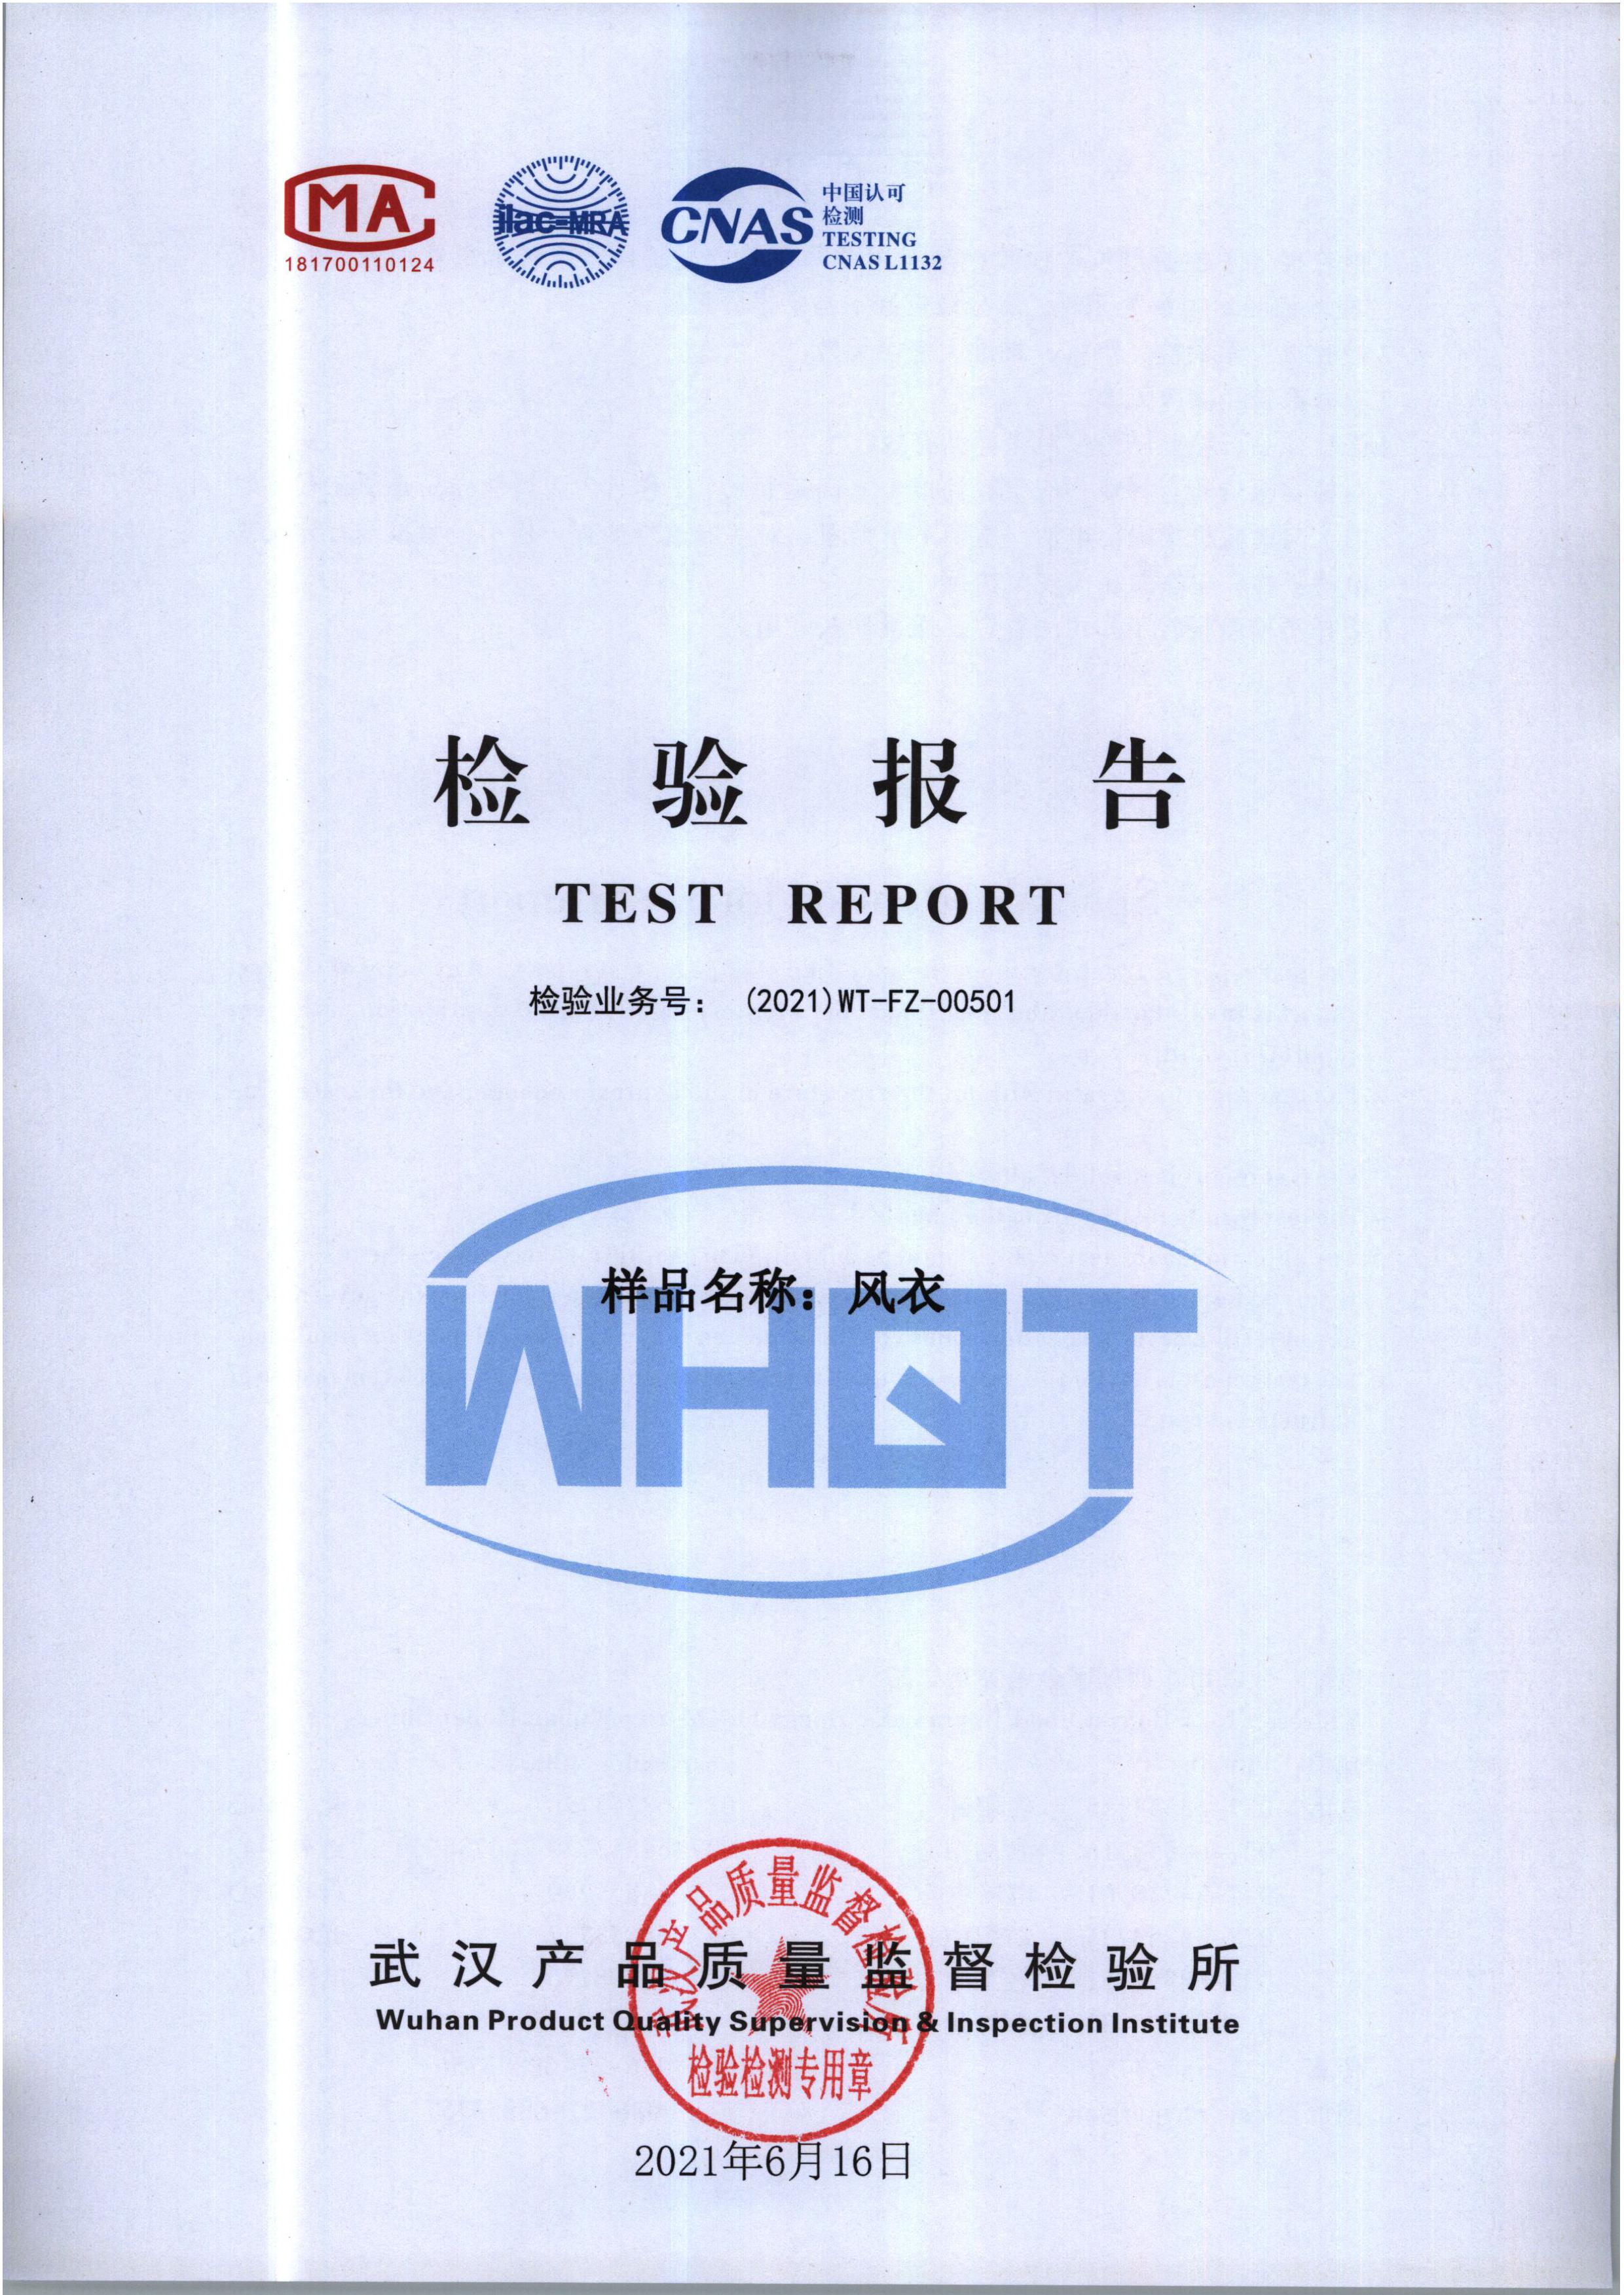 MA
181700110124
ilac-MRA
CNAS
中国认可
检测
TESTING
CNAS L1132
检验报告
TEST REPORT
检验业务号：(2021)WT-FZ-00501
样品名称：风衣
WHQT
武汉产品质量监督检验所
Wuhan Product Quality Supervision & Inspection Institute
武汉产品质量监督检验所
检验检测专用章
2021年6月16日